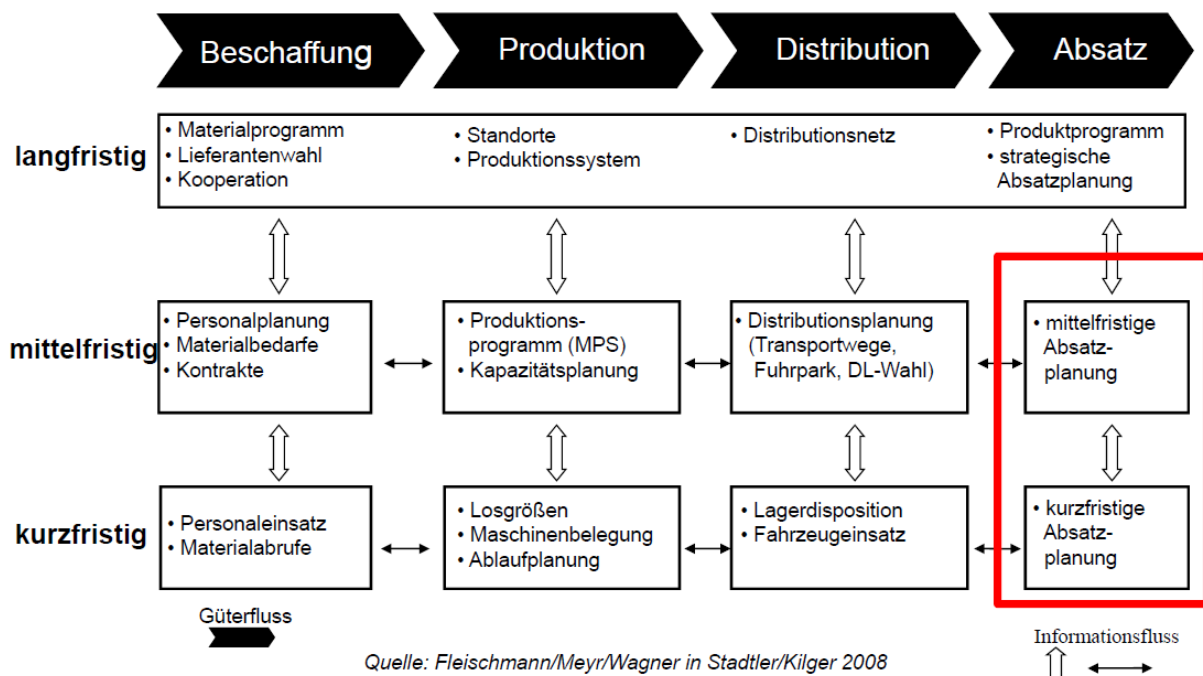 Beschaffung
Produktion
Distribution
Absatz
langfristig
• Materialprogramm
• Lieferantenwahl
• Kooperation
• Standorte
• Produktionssystem
• Distributionsnetz
• Produktprogramm
• strategische
Absatzplanung
mittelfristig
• Personalplanung
• Materialbedarfe
• Kontrakte
• Produktions-
programm (MPS)
• Kapazitätsplanung
• Distributionsplanung
(Transportwege,
Fuhrpark, DL-Wahl)
• mittelfristige
Absatz-
planung
kurzfristig
• Personaleinsatz
• Materialabrufe
• Losgrößen
• Maschinenbelegung
• Ablaufplanung
• Lagerdisposition
• Fahrzeugeinsatz
• kurzfristige
Absatz-
planung
Güterfluss
Quelle: Fleischmann/Meyr/Wagner in Stadtler/Kilger 2008
Informationsfluss